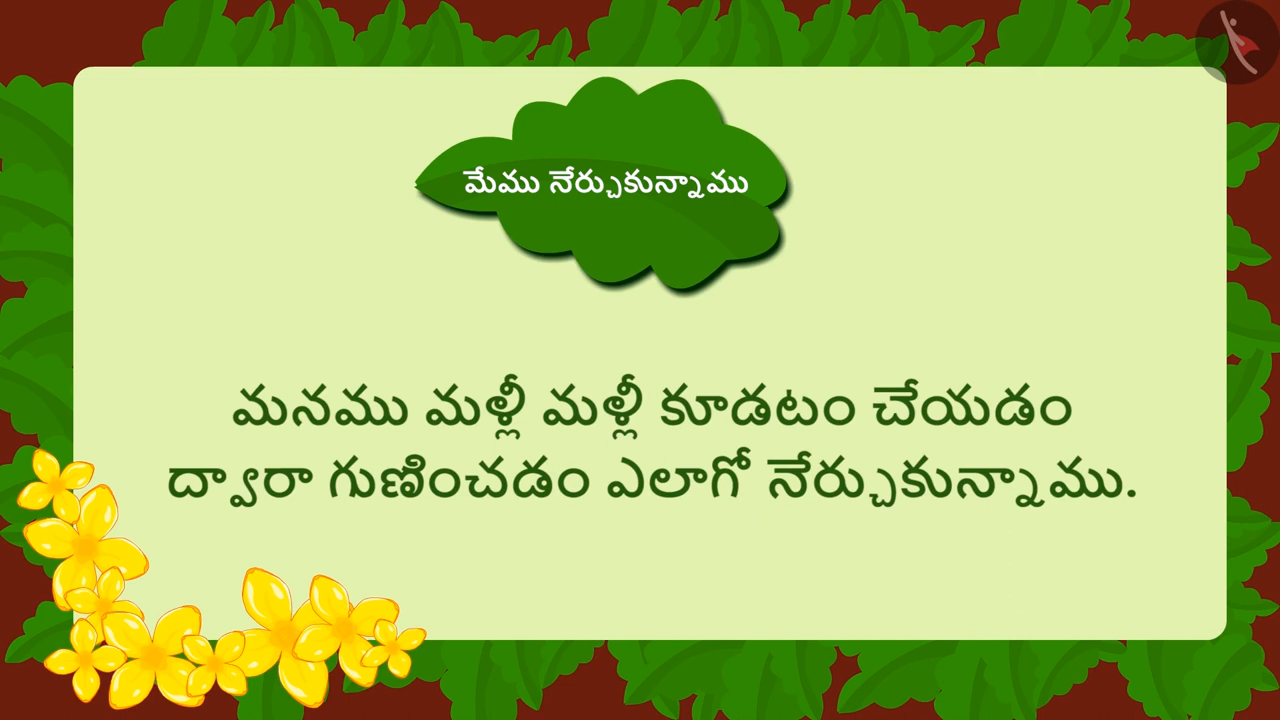 మేము నేర్చుకున్నాము
మనము మళ్లీ మళ్లీ కూడటం చేయడం
ద్వారా గుణించడం ఎలాగో నేర్చుకున్నాము.